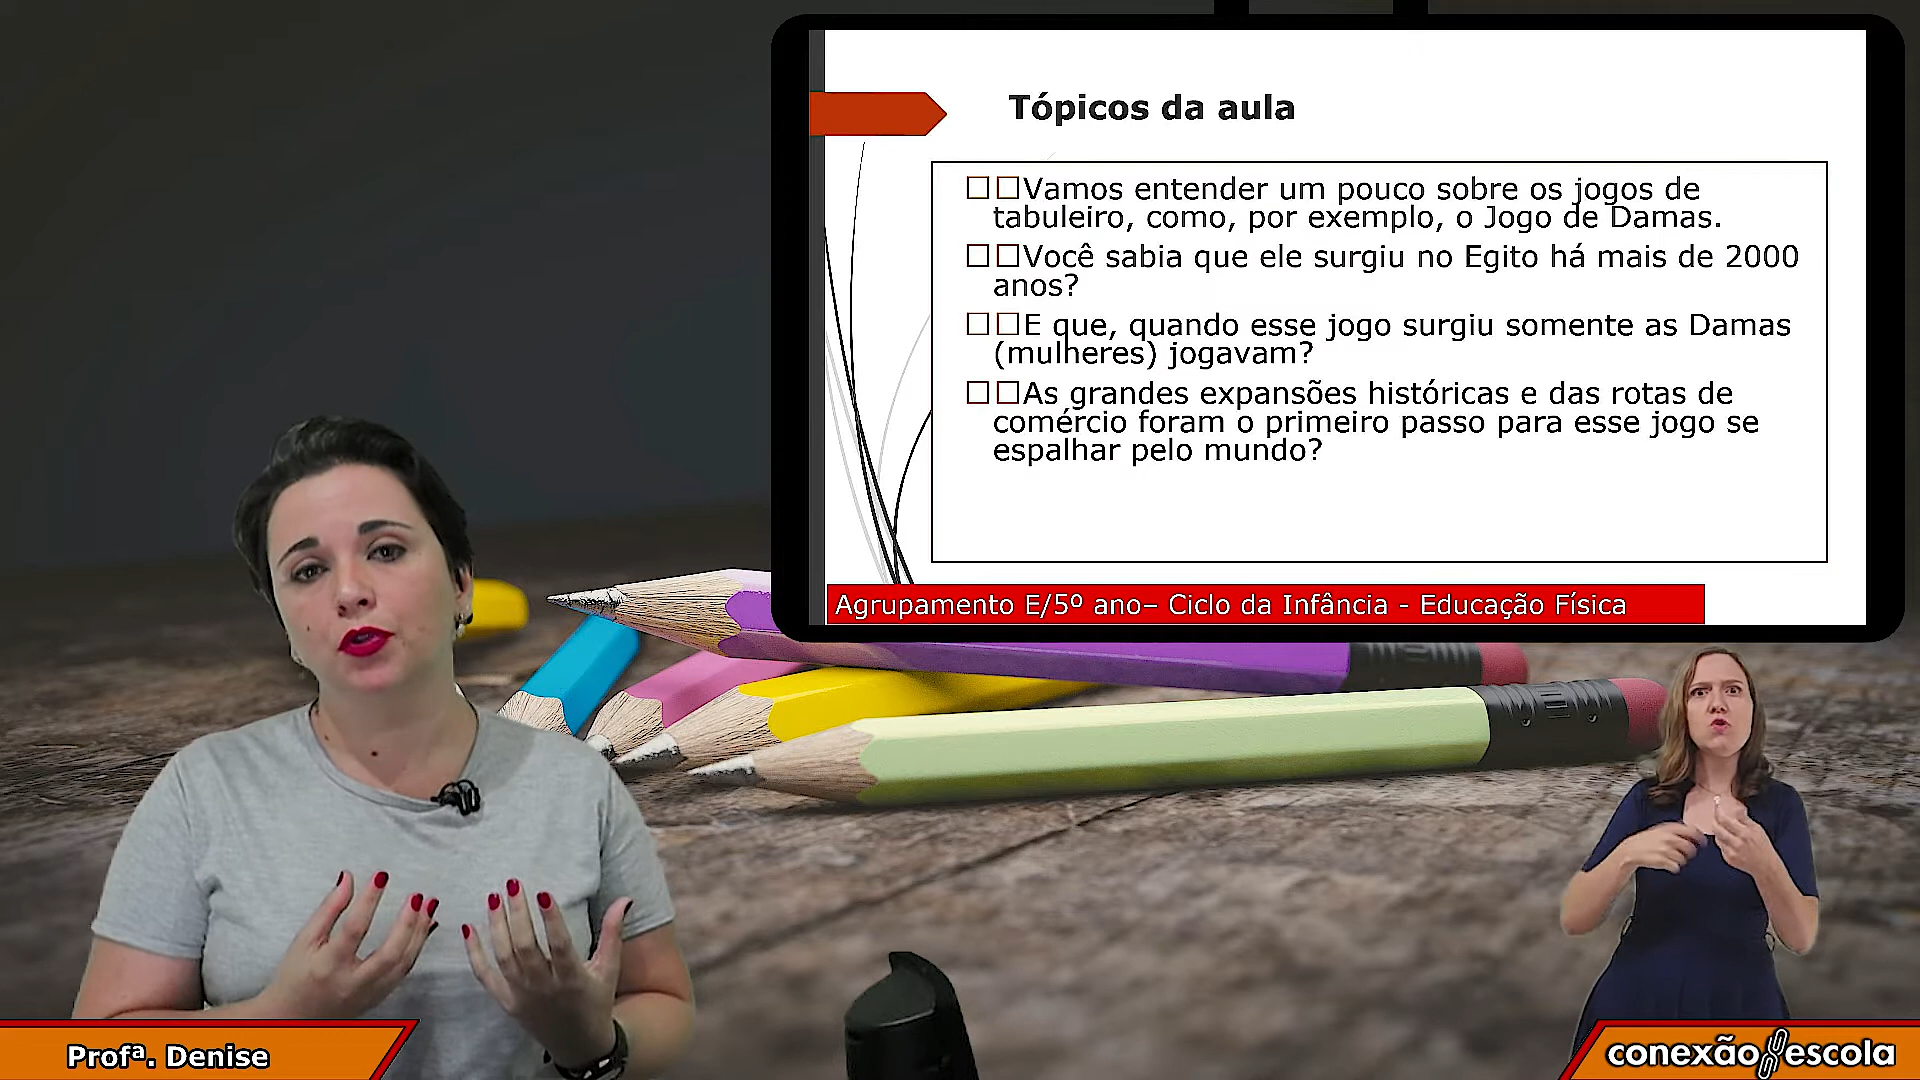 Tópicos da aula
Vamos entender um pouco sobre os jogos de
tabuleiro, como, por exemplo, o Jogo de Damas.
Você sabia que ele surgiu no Egito há mais de 2000
anos?
E que, quando esse jogo surgiu somente as Damas
(mulheres) jogavam?
As grandes expansões históricas e das rotas de
comércio foram o primeiro passo para esse jogo se
espalhar pelo mundo?
Agrupamento E/5º ano– Ciclo da Infância - Educação Física
Profª. Denise
conexão escola